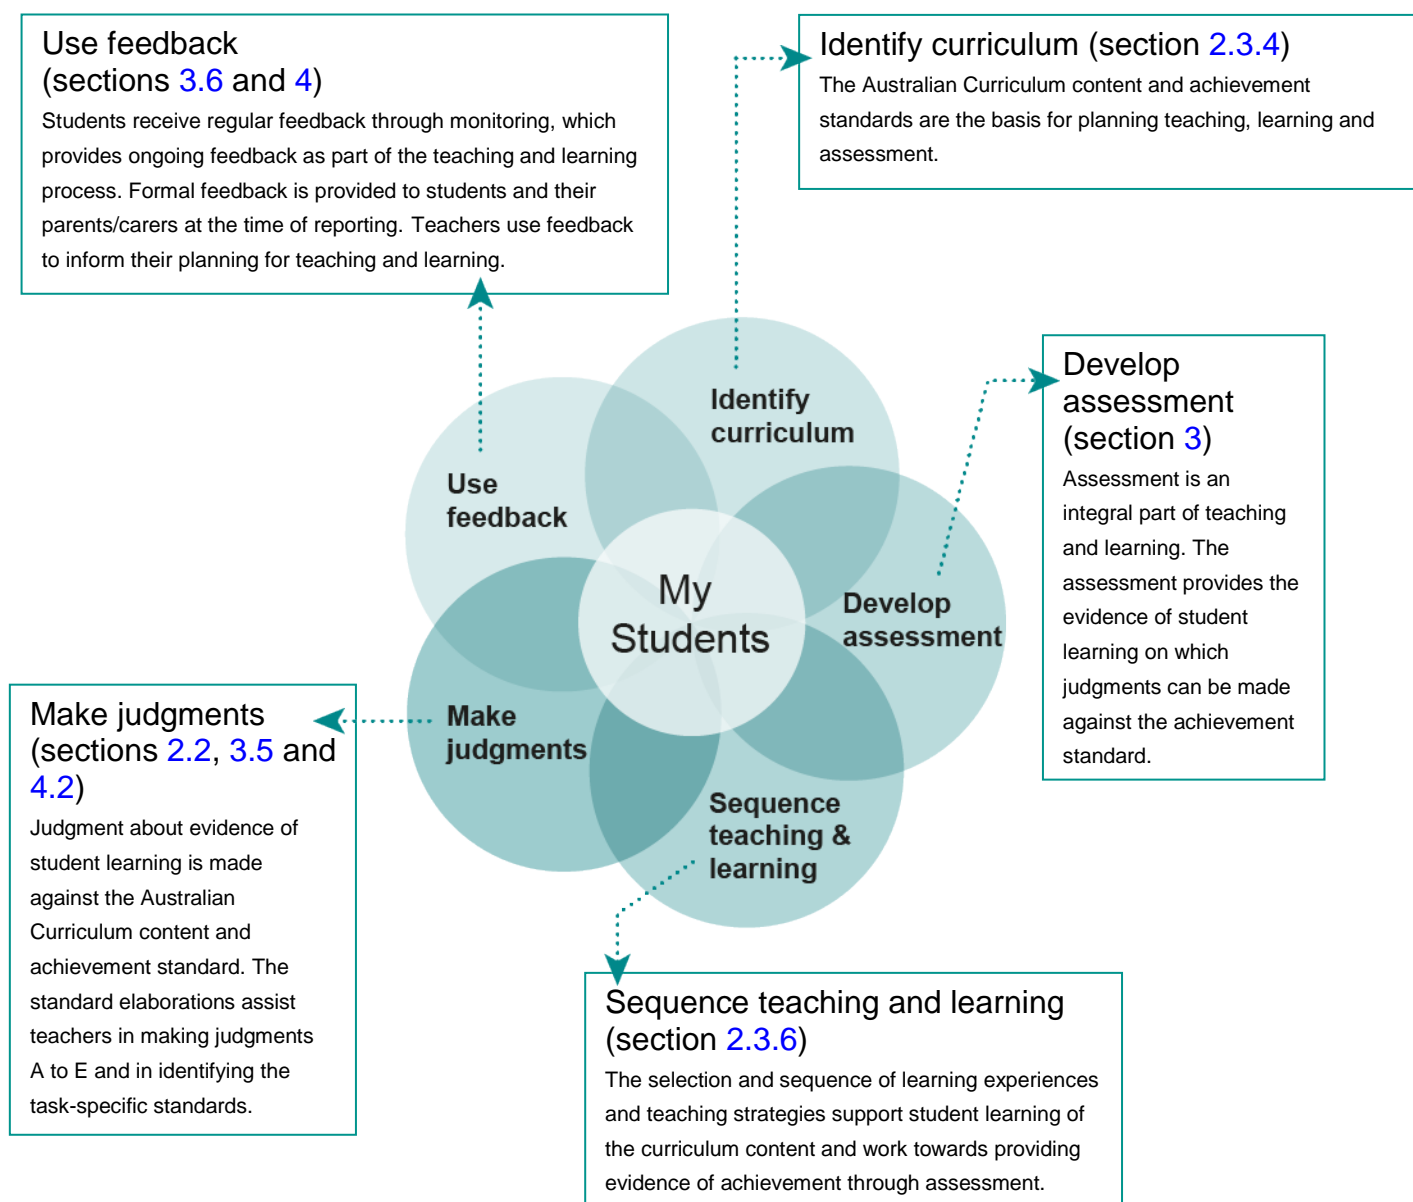 Use feedback
(sections 3.6 and 4)
Students receive regular feedback through monitoring, which
provides ongoing feedback as part of the teaching and learning
process. Formal feedback is provided to students and their
parents/carers at the time of reporting. Teachers use feedback
to inform their planning for teaching and learning.
Identify curriculum (section 2.3.4)
The Australian Curriculum content and achievement
standards are the basis for planning teaching, learning and
assessment.
Develop
assessment
(section 3)
Assessment is an
integral part of teaching
and learning. The
assessment provides the
evidence of student
learning on which
judgments can be made
against the achievement
standard.
Identify
curriculum
Use
feedback
My
Students
Develop
assessment
Make
judgments
Sequence
teaching &
learning
Make judgments
(sections 2.2, 3.5 and
4.2)
Judgment about evidence of
student learning is made
against the Australian
Curriculum content and
achievement standard. The
standard elaborations assist
teachers in making judgments
A to E and in identifying the
task-specific standards.
Sequence teaching and learning
(section 2.3.6)
The selection and sequence of learning experiences
and teaching strategies support student learning of
the curriculum content and work towards providing
evidence of achievement through assessment.